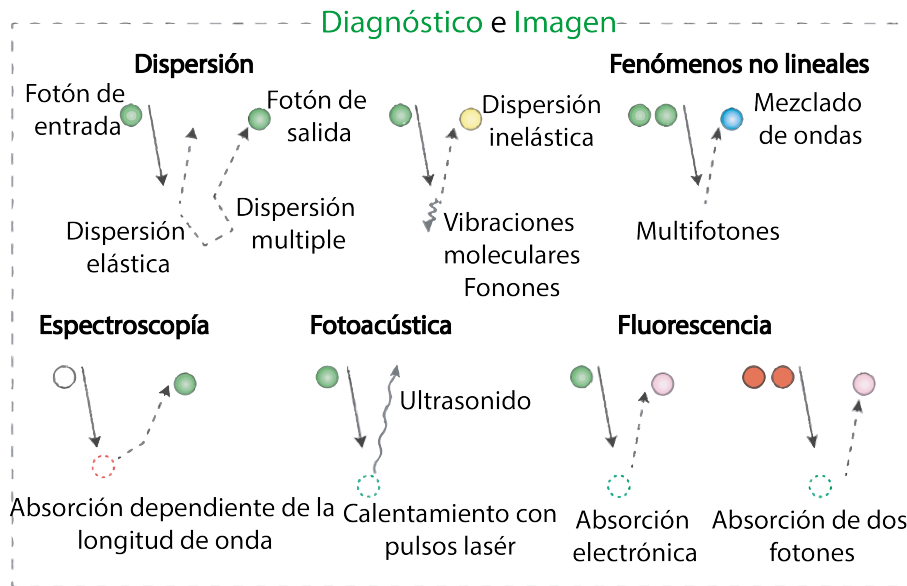 Diagnóstico e Imagen
Dispersión
Fotón de
entrada
Fotón de
salida
Dispersión
elástica
Dispersión
multiple
Dispersión
inelástica
Vibraciones
moleculares
Fonones
Fenómenos no lineales
Mezclado
de ondas
Multifotones
Espectroscopía
Absorción dependiente de la
longitud de onda
Fotoacústica
Ultrasonido
Calentamiento con
pulsos lasér
Fluorescencia
Absorción
electrónica
Absorción de dos
fotones